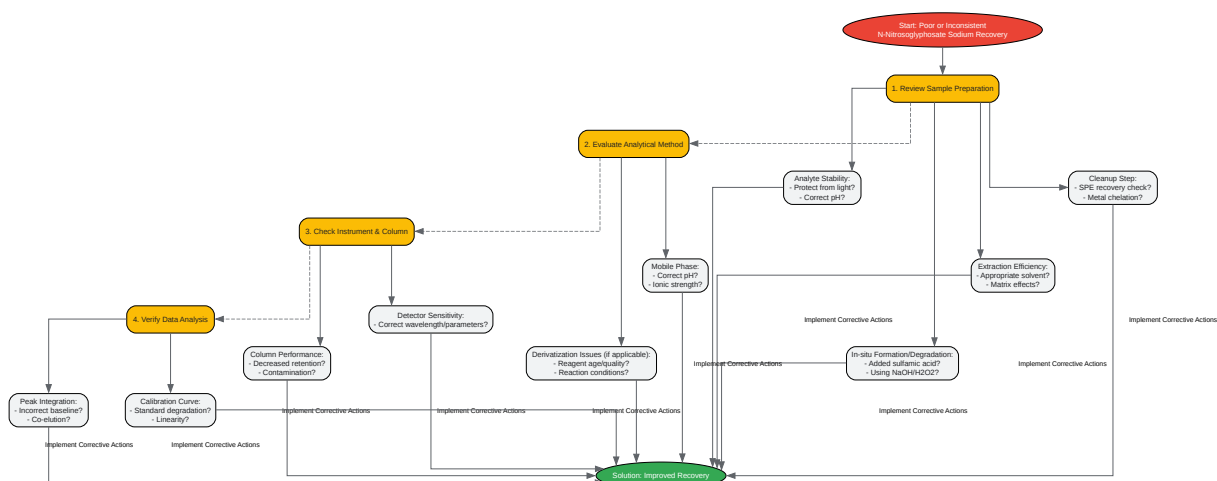 Start: Poor or Inconsistent
N-Nitrosoglyphosate Sodium Recovery
1. Review Sample Preparation
2. Evaluate Analytical Method
Analyte Stability:
- Protect from light?
- Correct pH?
Cleanup Step:
- SPE recovery check?
- Metal chelation?
3. Check Instrument & Column
Mobile Phase:
- Correct pH?
- Ionic strength?
Extraction Efficiency:
- Appropriate solvent?
- Matrix effects?
4. Verify Data Analysis
Detector Sensitivity:
- Correct wavelength/parameters?
Implement Corrective Actions
Implement Corrective Actions
Column Performance:
- Decreased retention?
- Contamination?
Derivatization Issues (if applicable):
- Reagent age/quality?
- Reaction conditions?
Implement Corrective Actions
In-situ Formation/Degradation:
- Added sulfamic acid?
- Using NaOH/H2O2?
Implement Corrective Actions
Peak Integration:
- Incorrect baseline?
- Co-elution?
Calibration Curve:
- Standard degradation?
- Linearity?
Implement Corrective Actions
Implement Corrective Actions
Implement Corrective Actions
Implement Corrective Actions
Implement Corrective Actions
Implement Corrective Actions
Solution: Improved Recovery